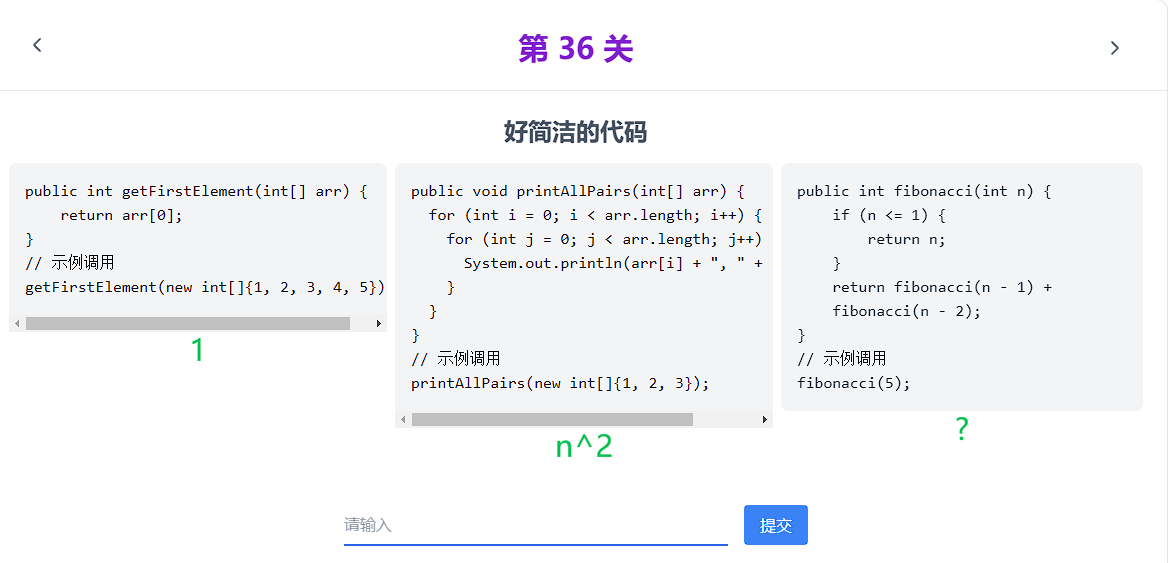 第 36 关
好简洁的代码
public int getFirstElement(int[] arr) {
    return arr[0];
}
// 示例调用
getFirstElement(new int[]{1, 2, 3, 4, 5})
1
public void printAllPairs(int[] arr) {
  for (int i = 0; i < arr.length; i++) {
    for (int j = 0; j < arr.length; j++)
      System.out.println(arr[i] + ", " +
    }
  }
}
// 示例调用
printAllPairs(new int[]{1, 2, 3});
n^2
public int fibonacci(int n) {
    if (n <= 1) {
        return n;
    }
    return fibonacci(n - 1) +
    fibonacci(n - 2);
}
// 示例调用
fibonacci(5);
?
请输入
提交